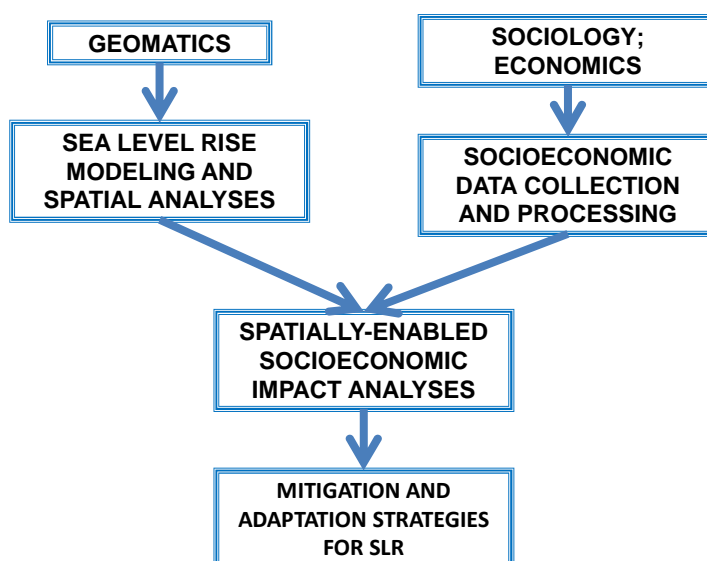 GEOMATICS
SOCIOLOGY;
ECONOMICS
SEA LEVEL RISE
MODELING AND
SPATIAL ANALYSES
SOCIOECONOMIC
DATA COLLECTION
AND PROCESSING
SPATIALLY-ENABLED
SOCIOECONOMIC
IMPACT ANALYSES
MITIGATION AND
ADAPTATION STRATEGIES
FOR SLR